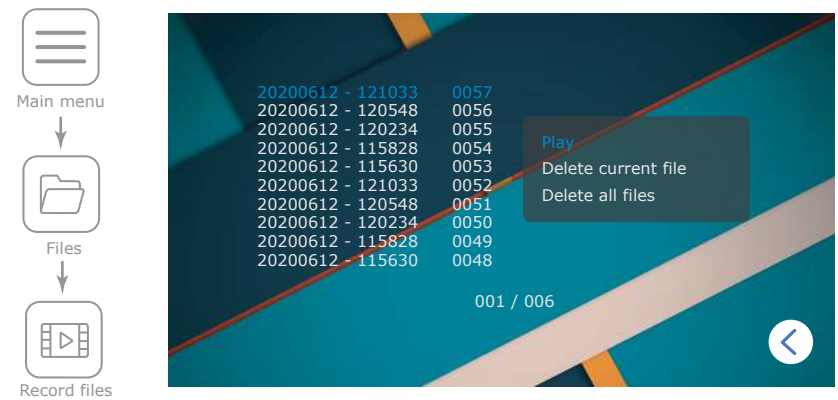 Main menu
Files
Record files
20200612 - 121033 0057
20200612 - 120548 0056
20200612 - 120234 0055
20200612 - 115828 0054
20200612 - 115630 0053
20200612 - 121033 0052
20200612 - 120548 0051
20200612 - 120234 0050
20200612 - 115828 0049
20200612 - 115630 0048
Play
Delete current file
Delete all files
001 / 006